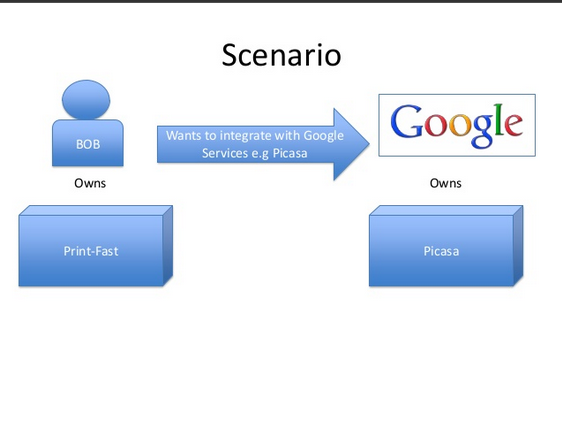 Scenario
BOB
Wants to integrate with Google
Services e.g Picasa
Google
Owns
Owns
Print-Fast
Picasa